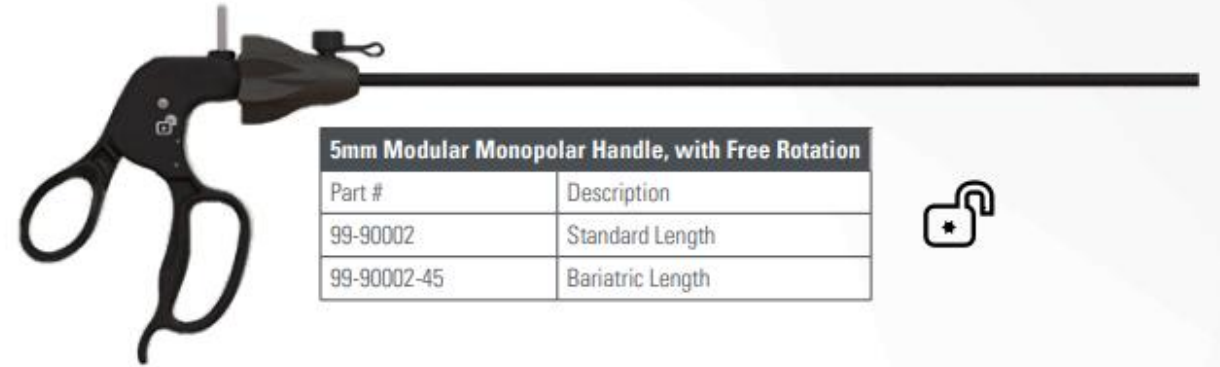 5mm Modular Monopolar Handle, with Free Rotation
Part # Description
99-90002 Standard Length
99-90002-45 Bariatric Length